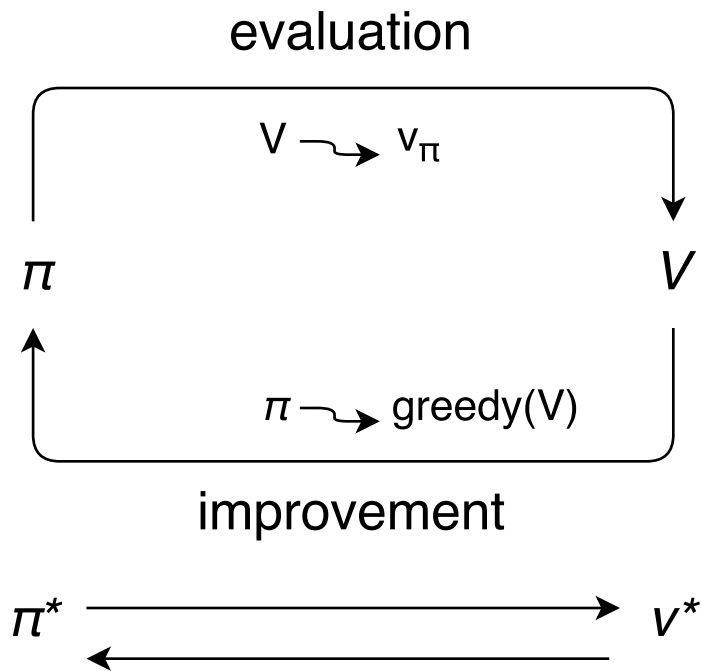 evaluation
V vπ
π V
π greedy(V)
improvement
π* v*